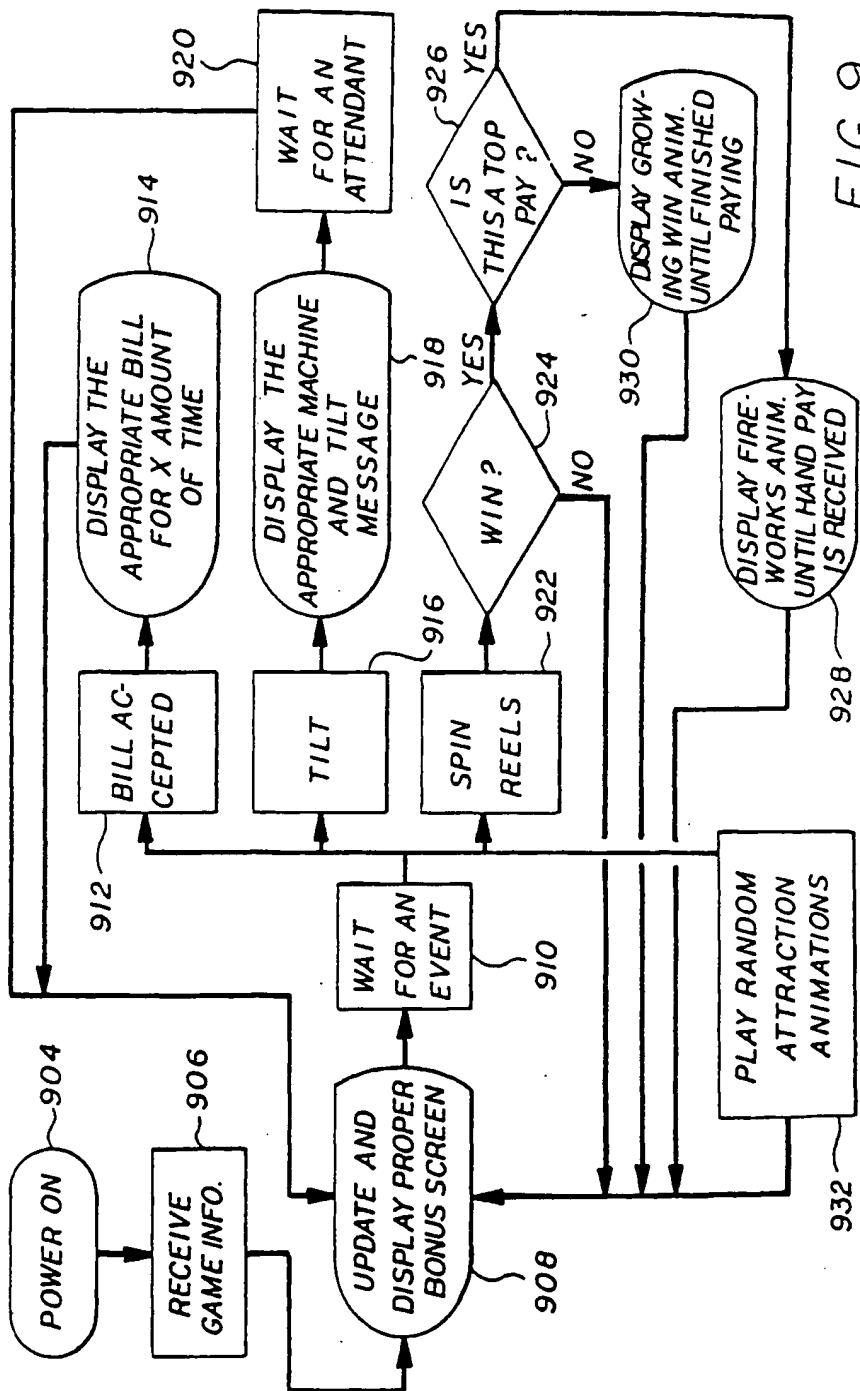 904
POWER ON
906
RECEIVE
GAME INFO.
UPDATE AND
DISPLAY PROPER
BONUS SCREEN
908
WAIT
FOR AN
EVENT
910
912
BILL AC-
CEPTED
DISPLAY THE
APPROPRIATE BILL
FOR X AMOUNT
OF TIME
914
TILT
916
DISPLAY THE
APPROPRIATE MACHINE
AND TILT
MESSAGE
918
WAIT
FOR AN
ATTENDANT
920
SPIN
REELS
922
WIN?
924
YES
NO
IS
THIS A TOP
PAY ?
926
YES
NO
DISPLAY GROW-
ING WIN ANIM.
UNTIL FINISHED
PAYING
930
DISPLAY FIRE-
WORKS ANIM.
UNTIL HAND PAY
IS RECEIVED
928
PLAY RANDOM
ATTRACTION
ANIMATIONS
932
FIG. 9